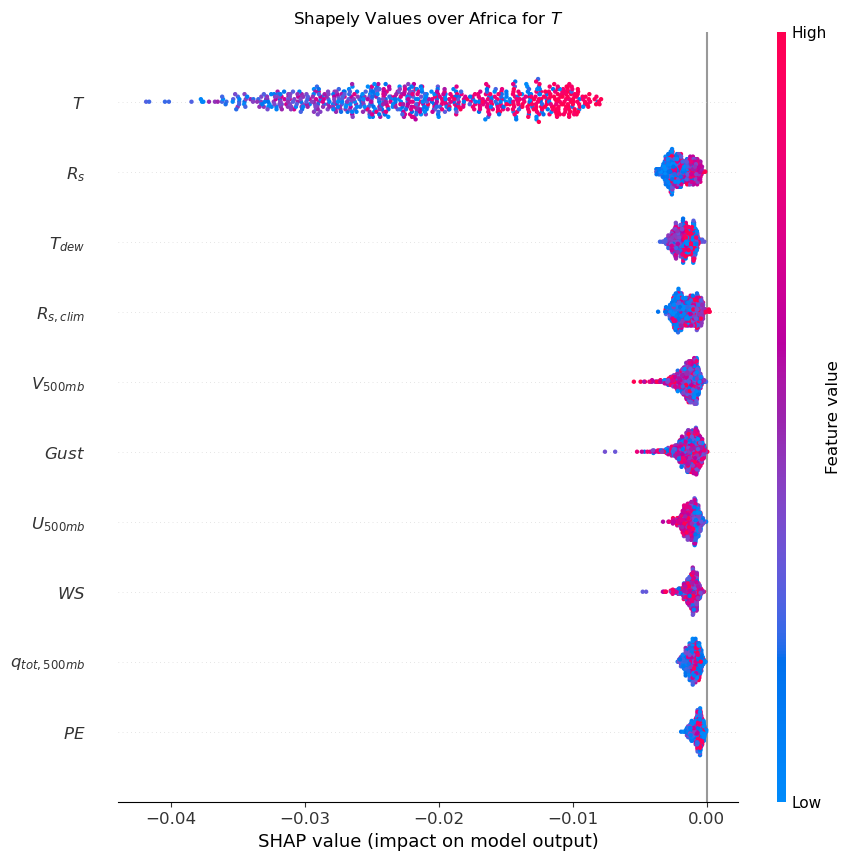 Shapely Values over Africa for T
High
T
R_s
T_dew
R_s,clim
V_500mb
Gust
U_500mb
WS
q_tot,500mb
PE
Feature value
Low
−0.04 −0.03 −0.02 −0.01 0.00
SHAP value (impact on model output)